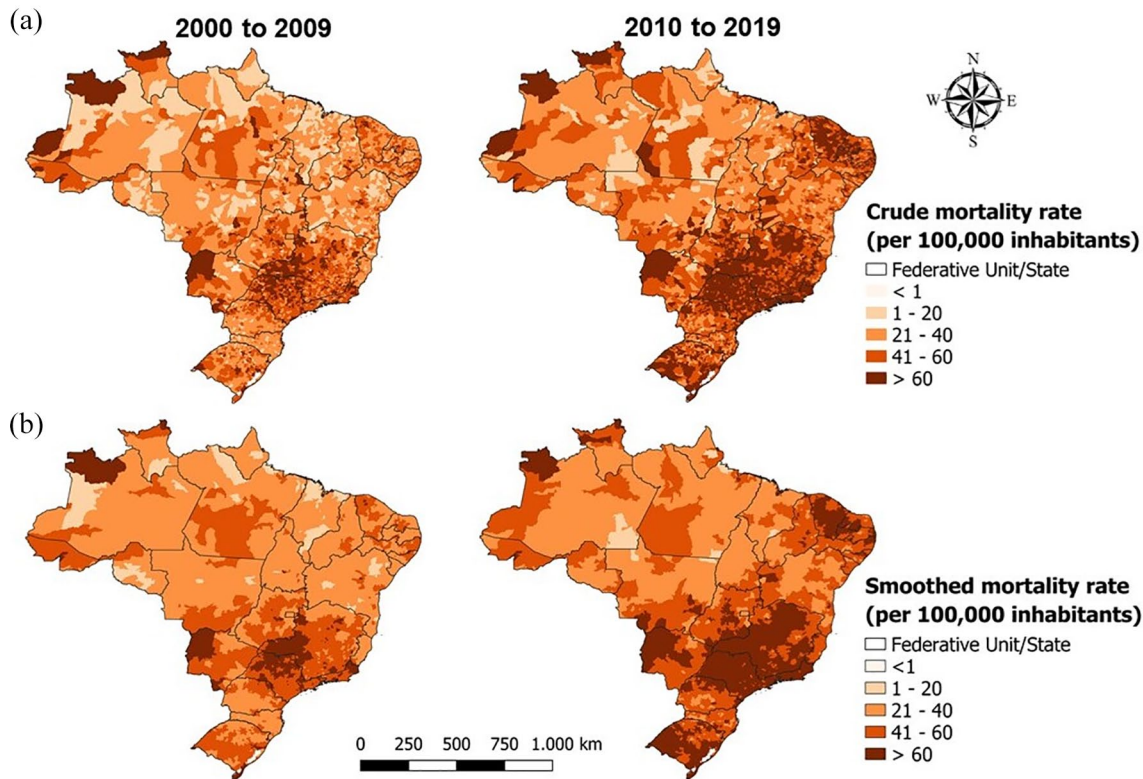 (a)
2000 to 2009
2010 to 2019
N
W E
S
Crude mortality rate
(per 100,000 inhabitants)
Federative Unit/State
< 1
1 - 20
21 - 40
41 - 60
> 60
(b)
Smoothed mortality rate
(per 100,000 inhabitants)
Federative Unit/State
<1
1 - 20
21 - 40
41 - 60
> 60
0 250 500 750 1.000 km